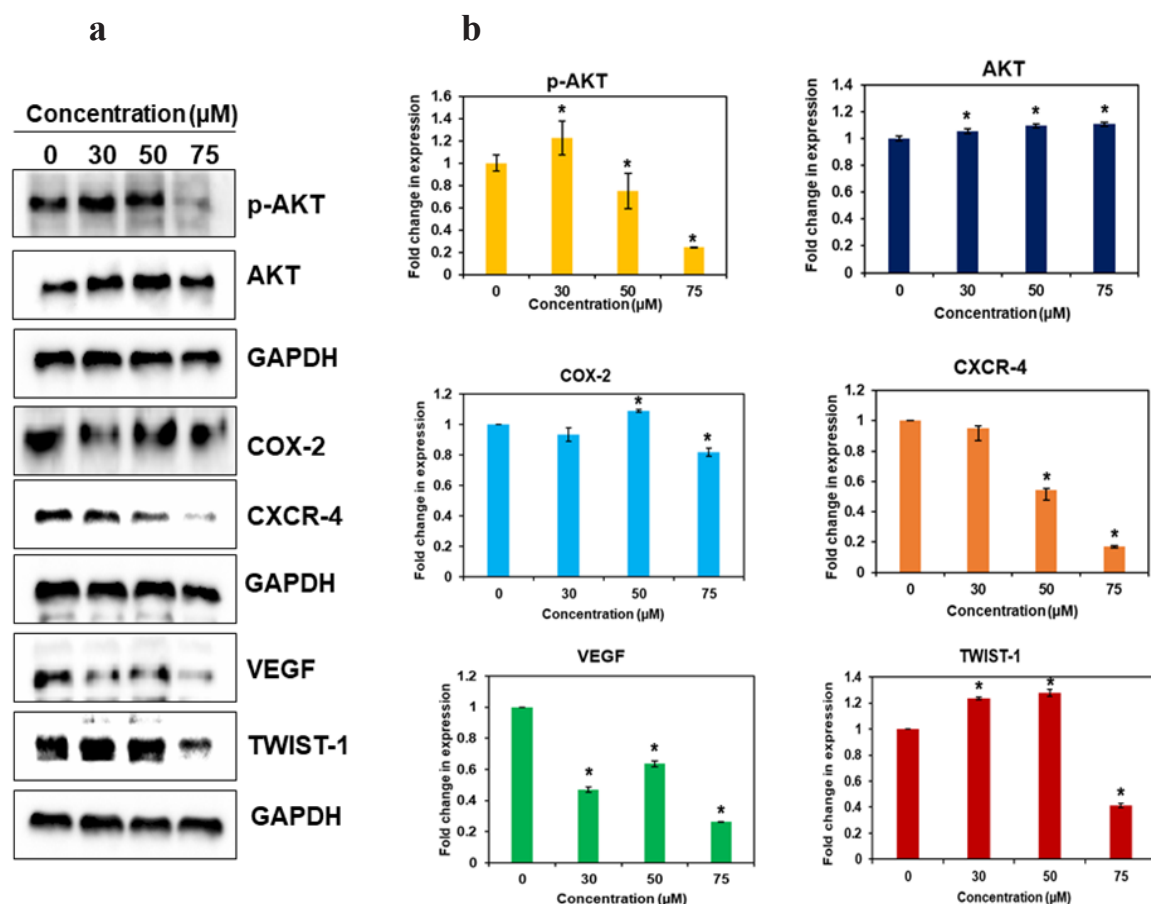 a
Concentration (µM)
0 30 50 75
p-AKT
AKT
GAPDH
COX-2
CXCR-4
GAPDH
VEGF
TWIST-1
GAPDH
b
p-AKT
Fold change in expression
1.6
1.4
1.2
1
0.8
0.6
0.4
0.2
0
* * *
0 30 50 75
Concentration (µM)
AKT
Fold change in expression
1.4
1.2
1
0.8
0.6
0.4
0.2
0
* * *
0 30 50 75
Concentration (µM)
COX-2
Fold change in expression
1.2
1
0.8
0.6
0.4
0.2
0
* *
0 30 50 75
Concentration (µM)
CXCR-4
Fold change in expression
1.2
1
0.8
0.6
0.4
0.2
0
* *
0 30 50 75
Concentration (µM)
VEGF
Fold change in expression
1.2
1
0.8
0.6
0.4
0.2
0
* * *
0 30 50 75
Concentration (µM)
TWIST-1
Fold change in expression
1.4
1.2
1
0.8
0.6
0.4
0.2
0
* * *
0 30 50 75
Concentration (µM)